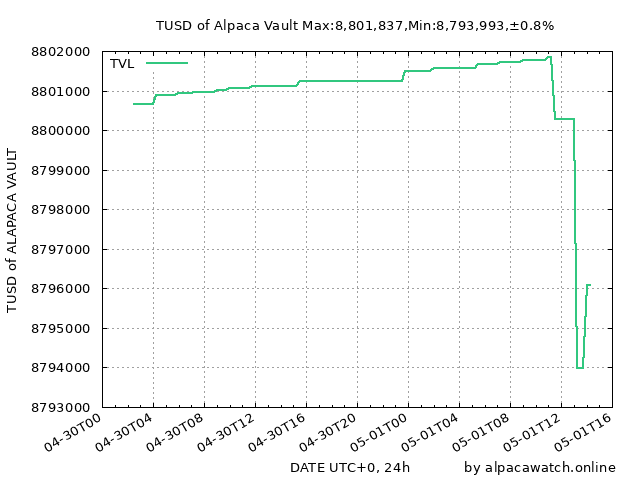 TUSD of Alpaca Vault Max:8,801,837,Min:8,793,993,±0.8%
TVL
TUSD of ALAPACA VAULT
8802000
8801000
8800000
8799000
8798000
8797000
8796000
8795000
8794000
8793000
04-30T00
04-30T04
04-30T08
04-30T12
04-30T16
04-30T20
05-01T00
05-01T04
05-01T08
05-01T12
05-01T16
DATE UTC+0, 24h
by alpacawatch.online